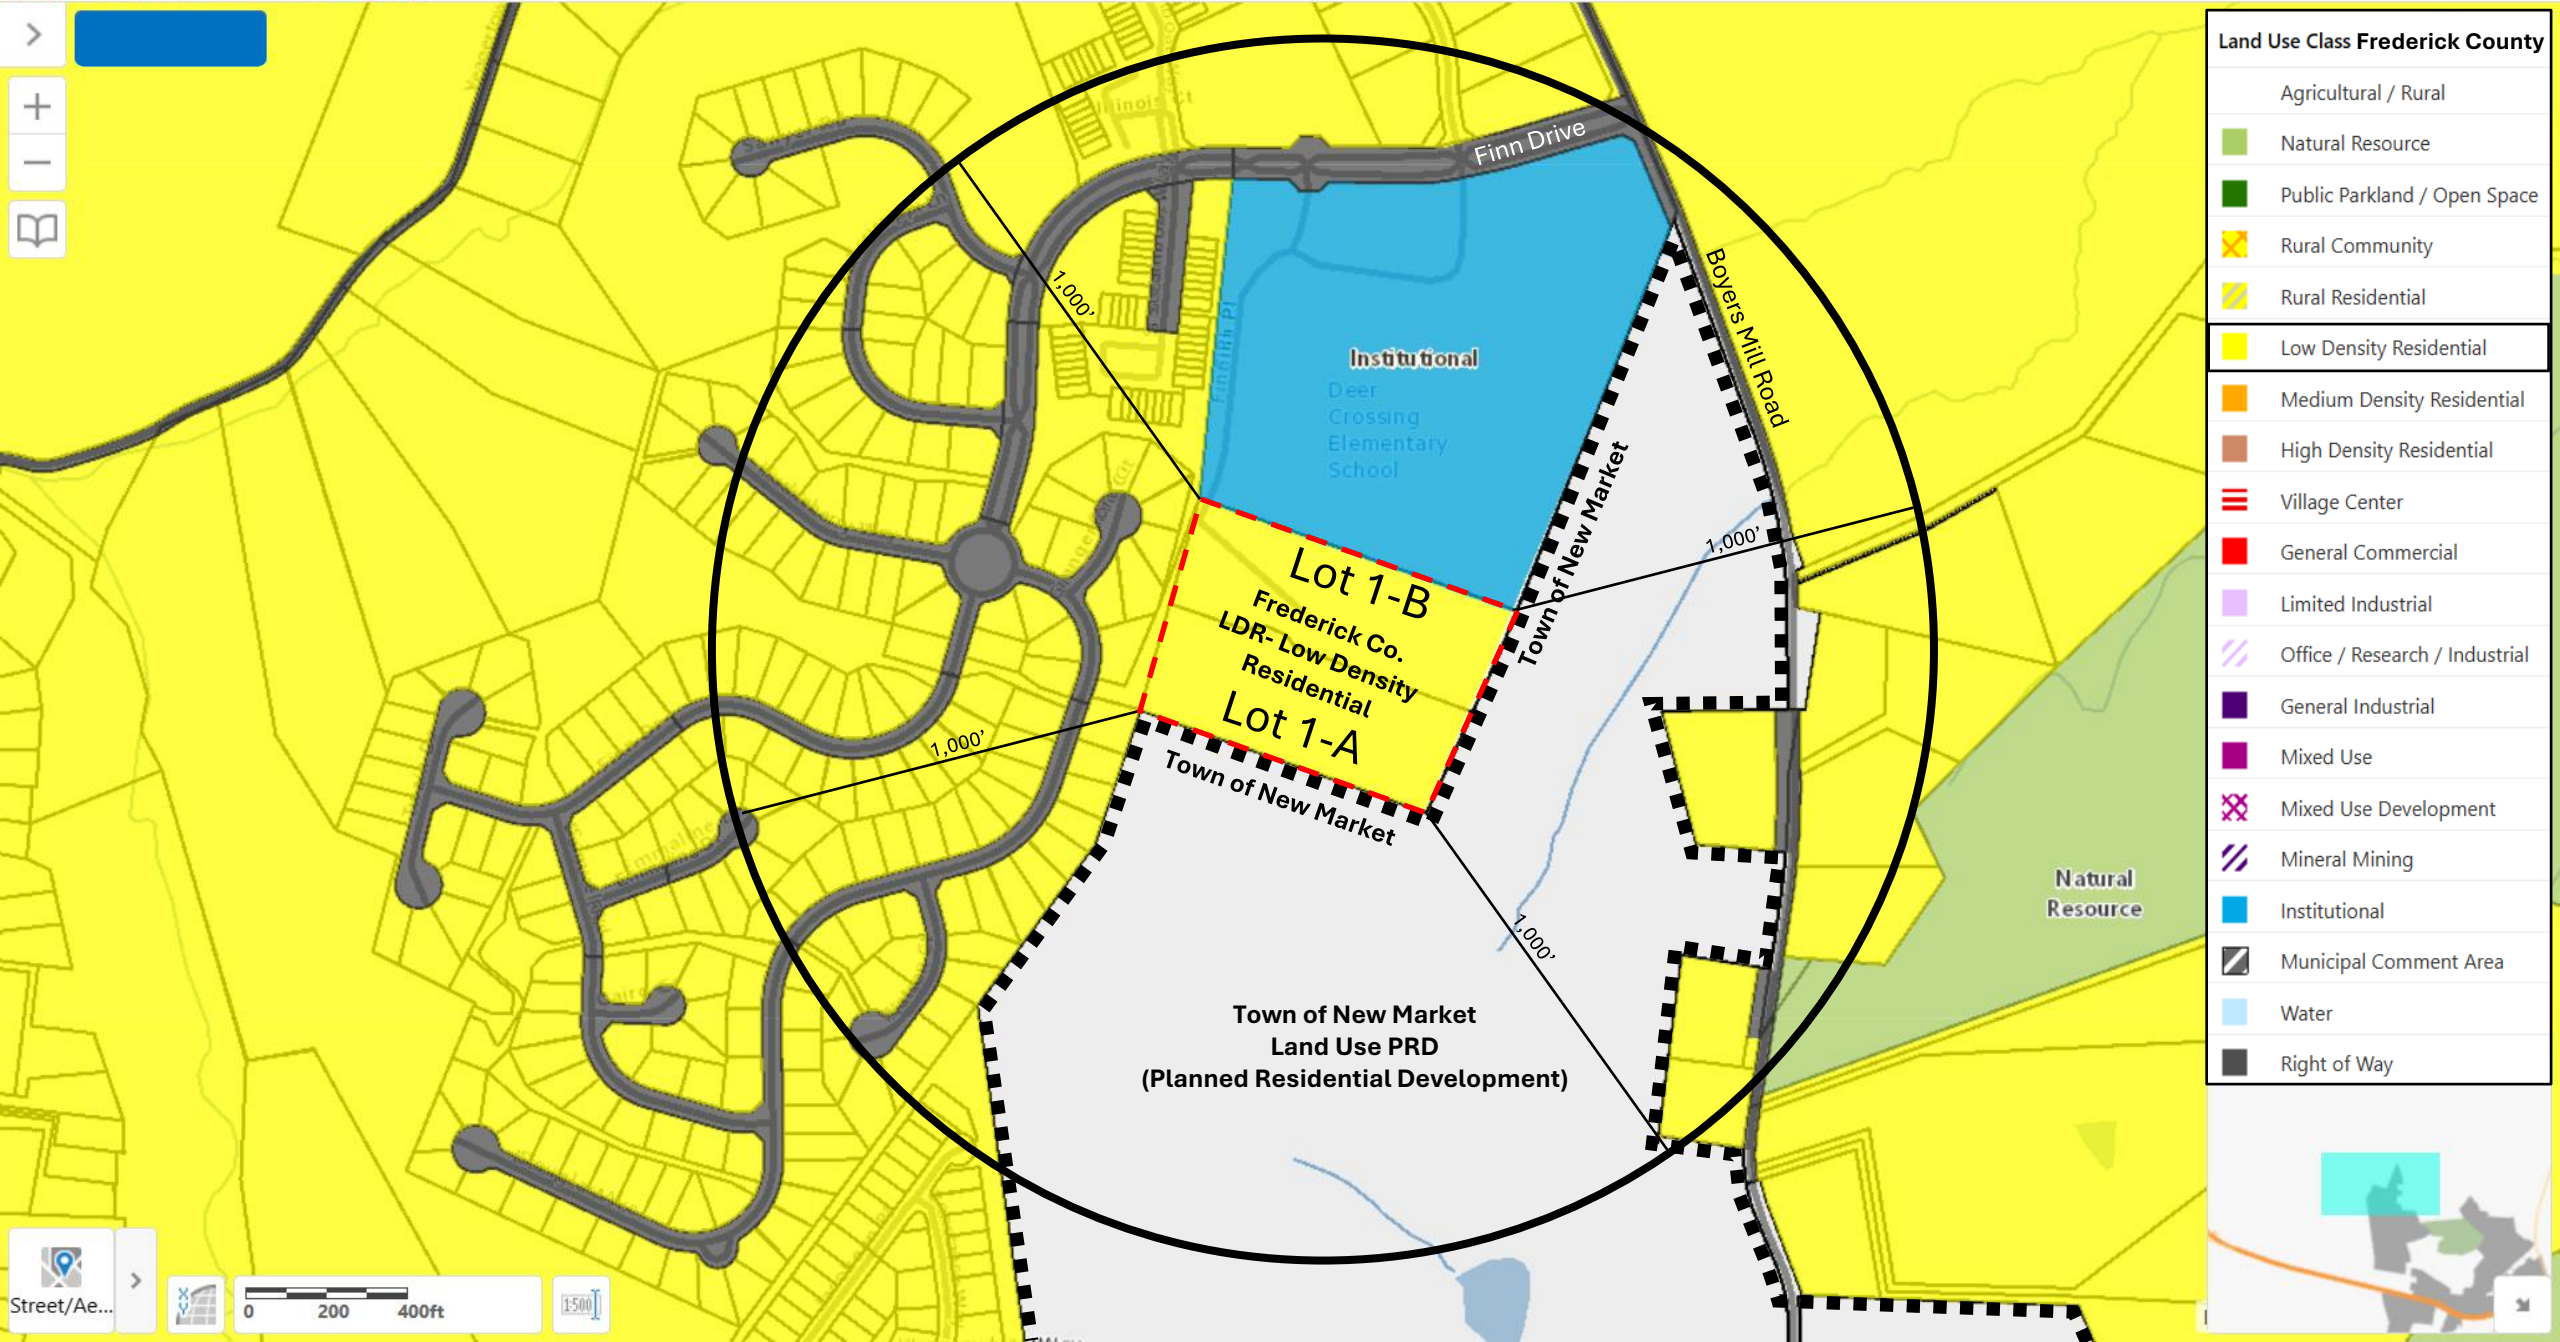 Land Use Class Frederick County
Agricultural / Rural
Natural Resource
Public Parkland / Open Space
Rural Community
Rural Residential
Low Density Residential
Medium Density Residential
High Density Residential
Village Center
General Commercial
Limited Industrial
Office / Research / Industrial
General Industrial
Mixed Use
Mixed Use Development
Mineral Mining
Institutional
Municipal Comment Area
Water
Right of Way
Illinois Ct
Finn Drive
Boyers Mill Road
1,000’
Institutional
Deer
Crossing
Elementary
School
Town of New Market
1,000’
Lot 1-B
Frederick Co.
LDR- Low Density
Residential
Lot 1-A
1,000’
Town of New Market
Emmaline
1,000’
Natural
Resource
Town of New Market
Land Use PRD
(Planned Residential Development)
Street/Ae...
0 200 400ft
1:500